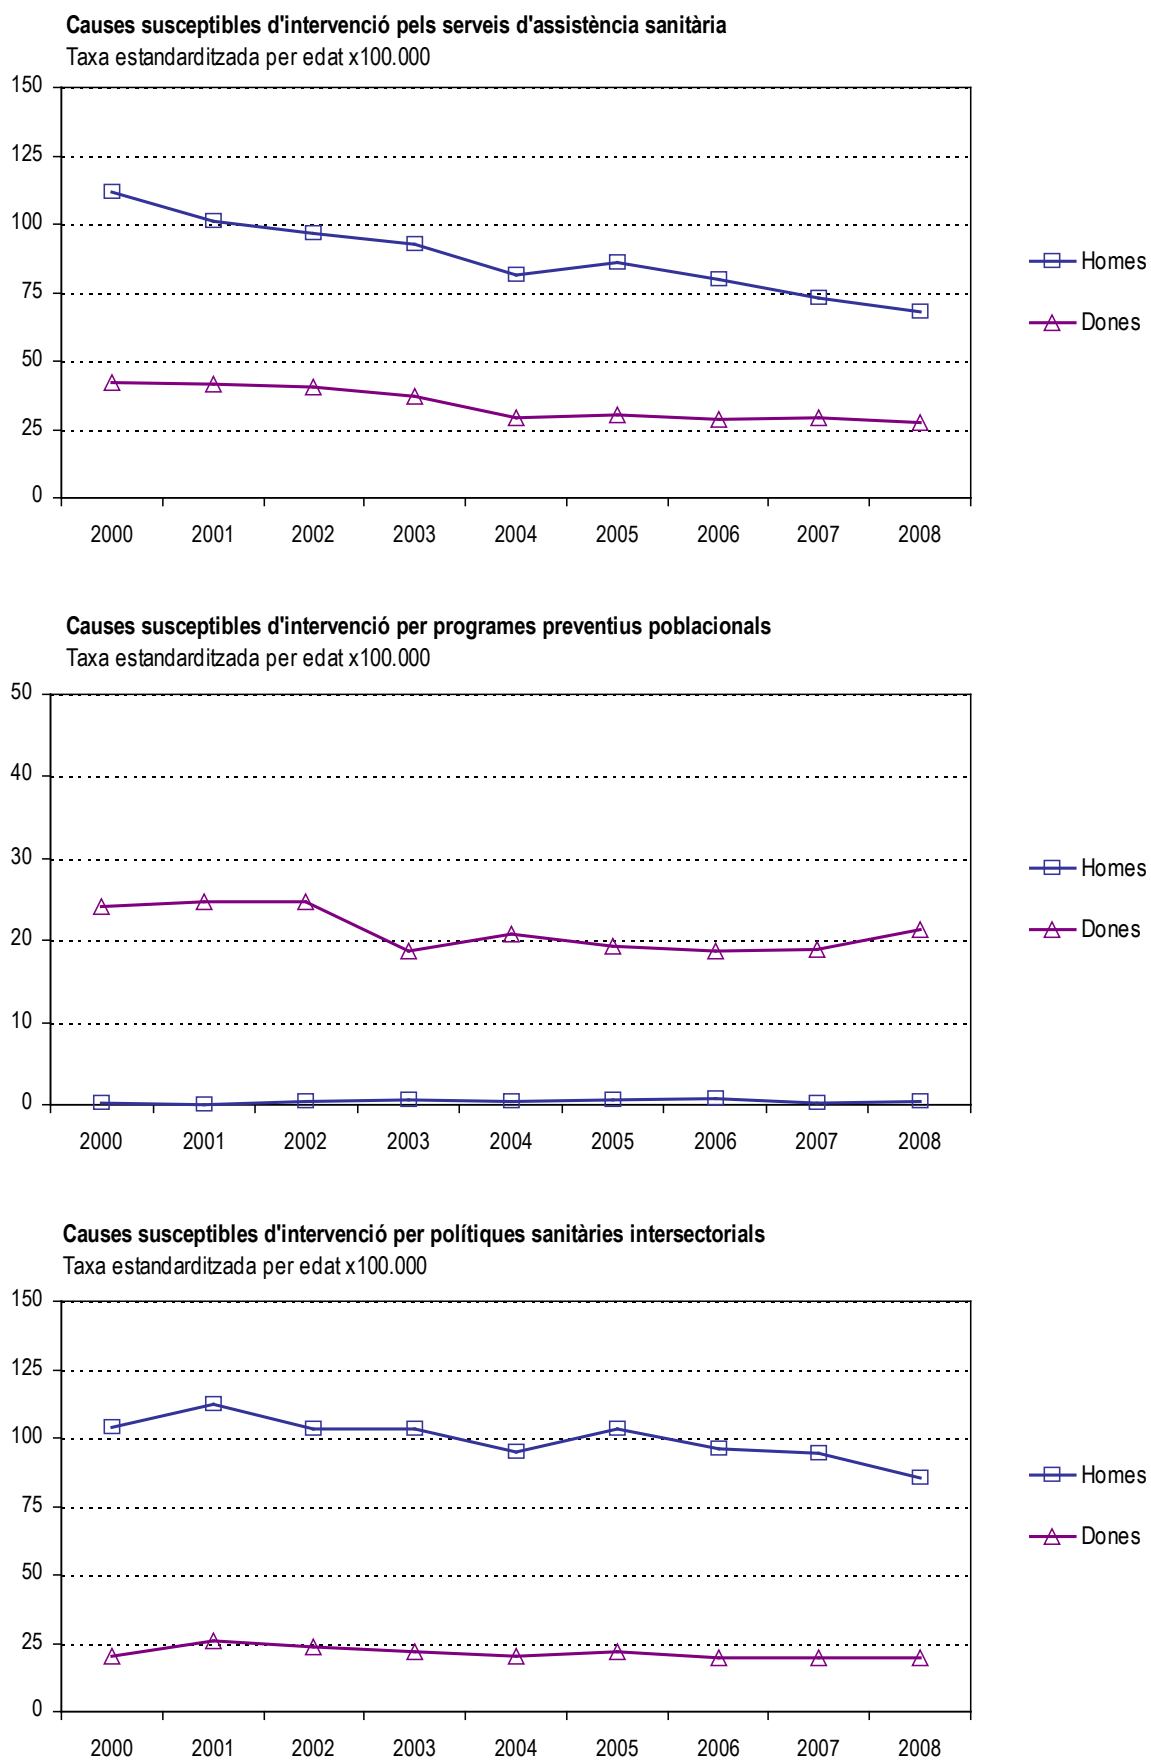 Causes susceptibles d'intervenció pels serveis d'assistència sanitària
Taxa estandarditzada per edat x100.000
150
125
100
75
50
25
0
2000 2001 2002 2003 2004 2005 2006 2007 2008
Homes
Dones
Causes susceptibles d'intervenció per programes preventius poblacionals
Taxa estandarditzada per edat x100.000
50
40
30
20
10
0
2000 2001 2002 2003 2004 2005 2006 2007 2008
Homes
Dones
Causes susceptibles d'intervenció per polítiques sanitàries intersectorials
Taxa estandarditzada per edat x100.000
150
125
100
75
50
25
0
2000 2001 2002 2003 2004 2005 2006 2007 2008
Homes
Dones